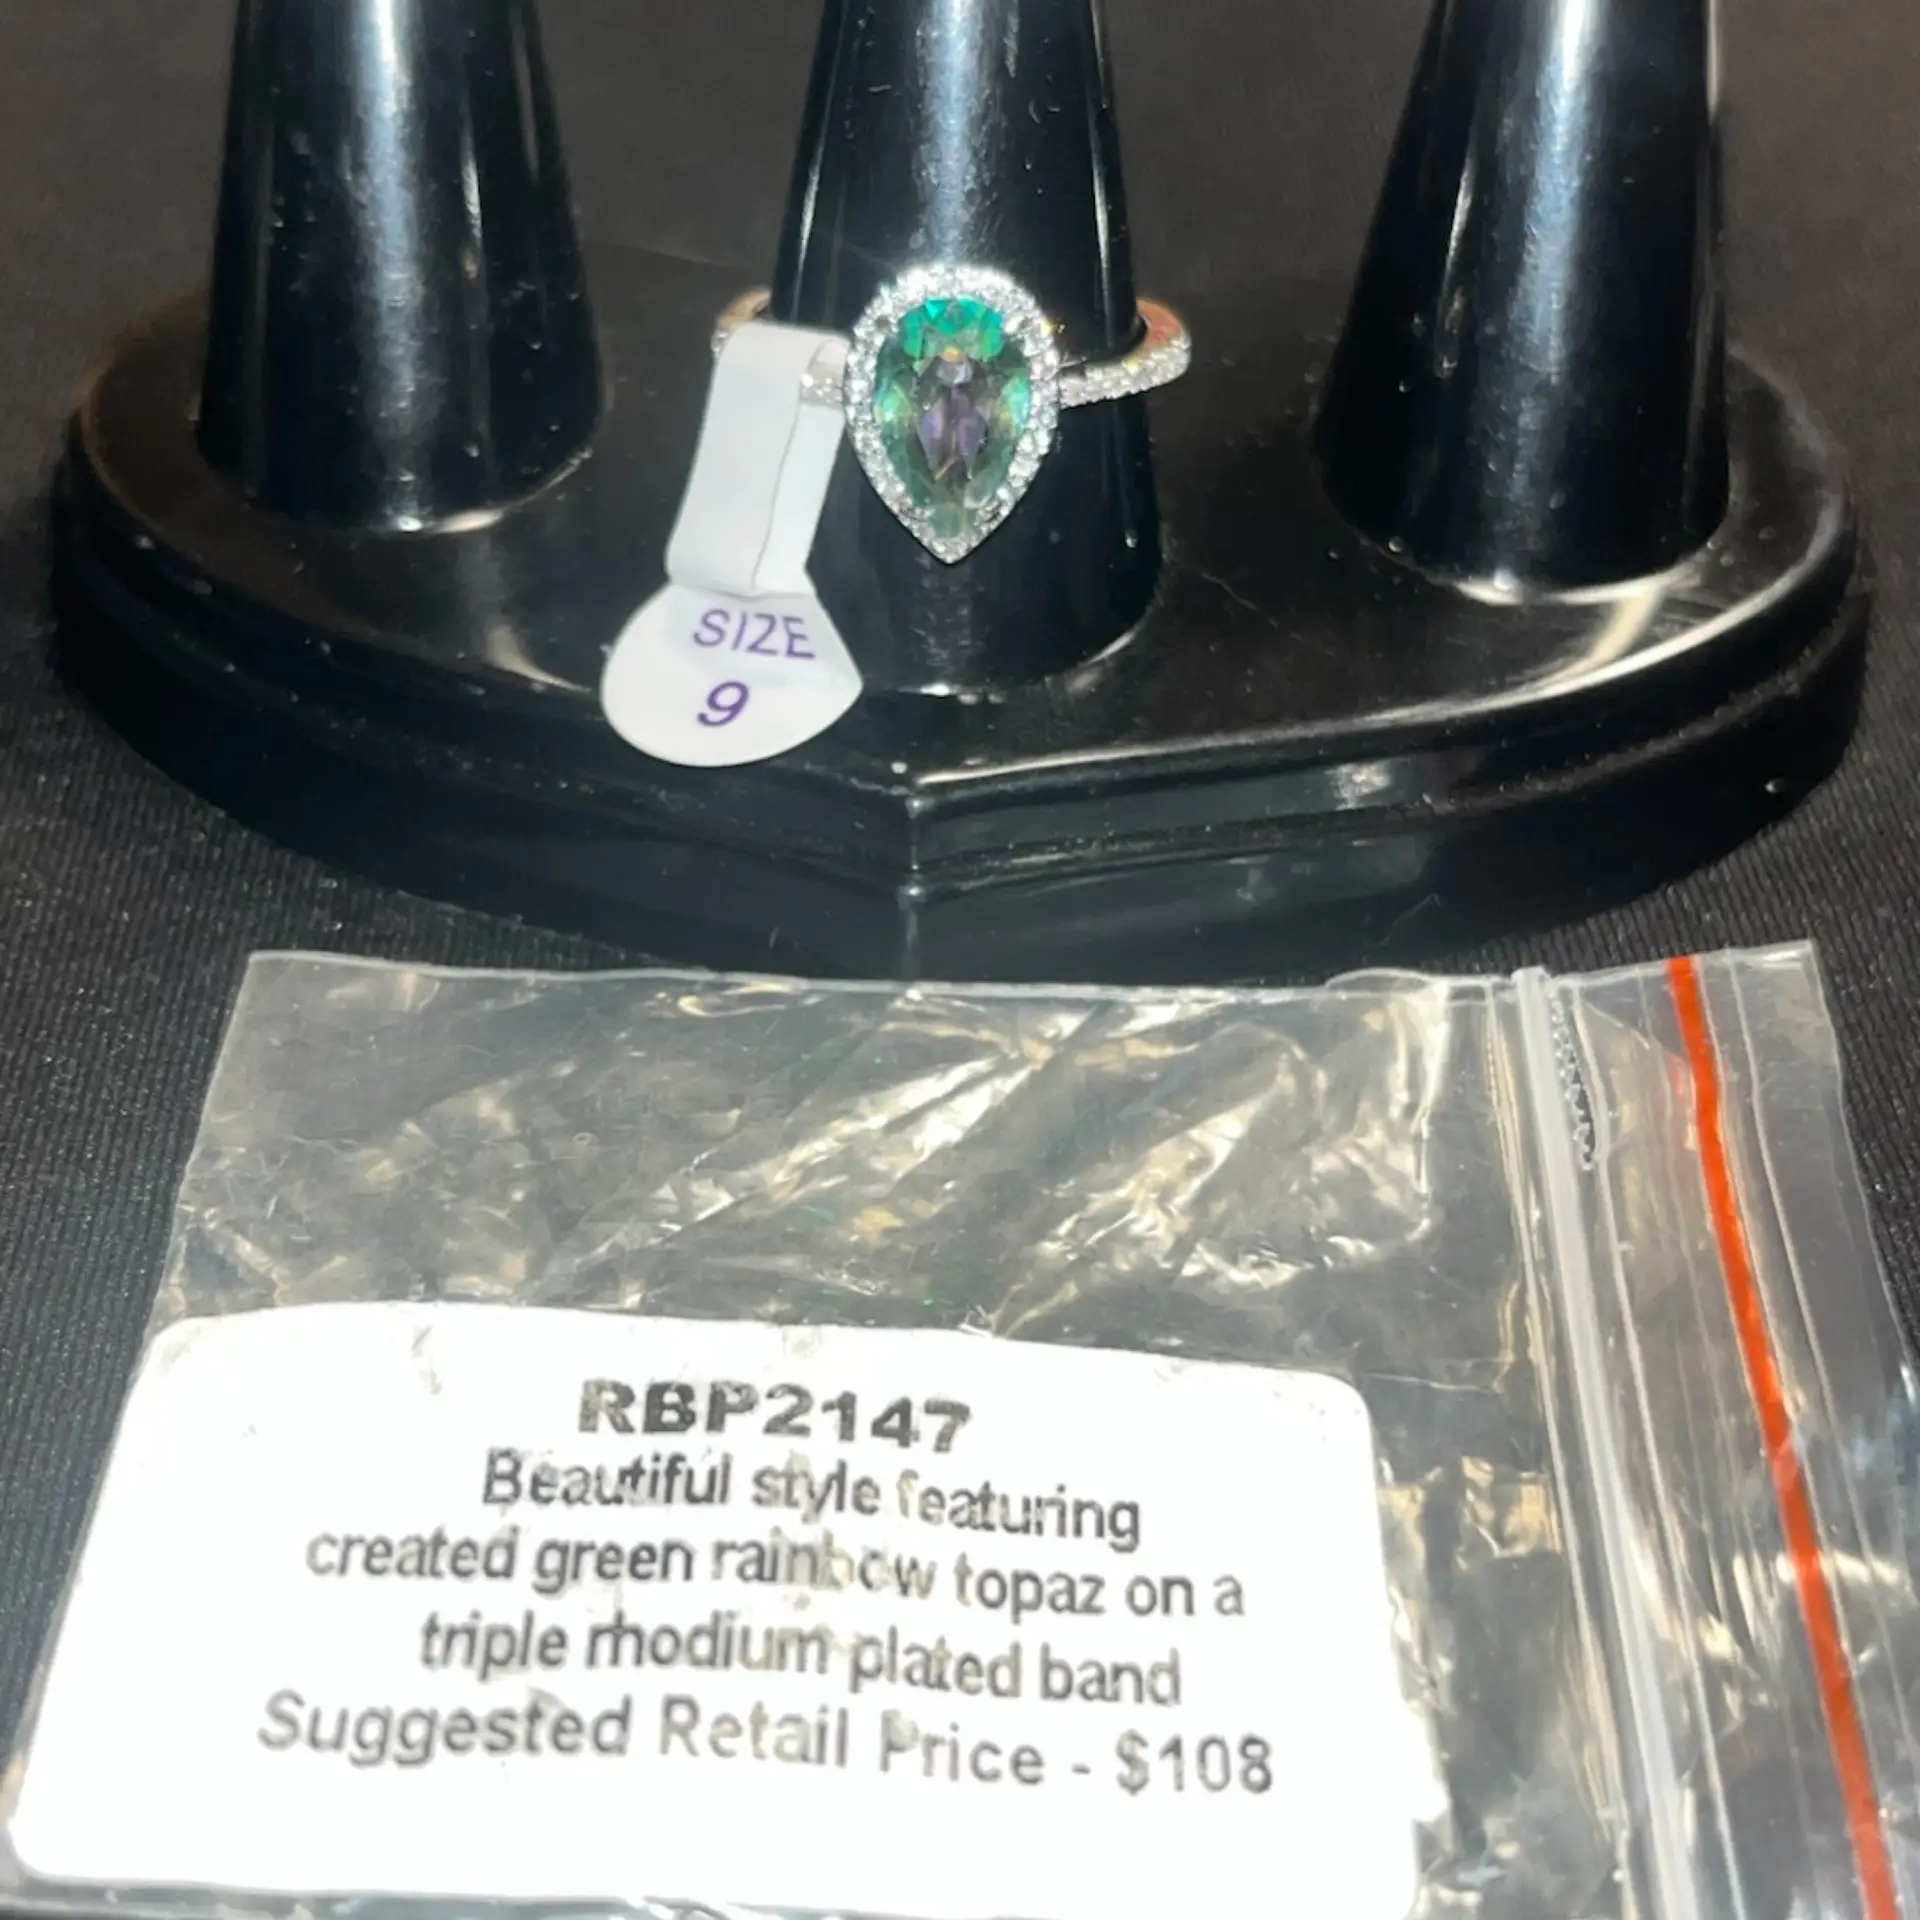 SIZE
9
RBP2147
Beautiful style featuring
created green rainbow topaz on a
triple rhodium plated band
Suggested Retail Price - $108